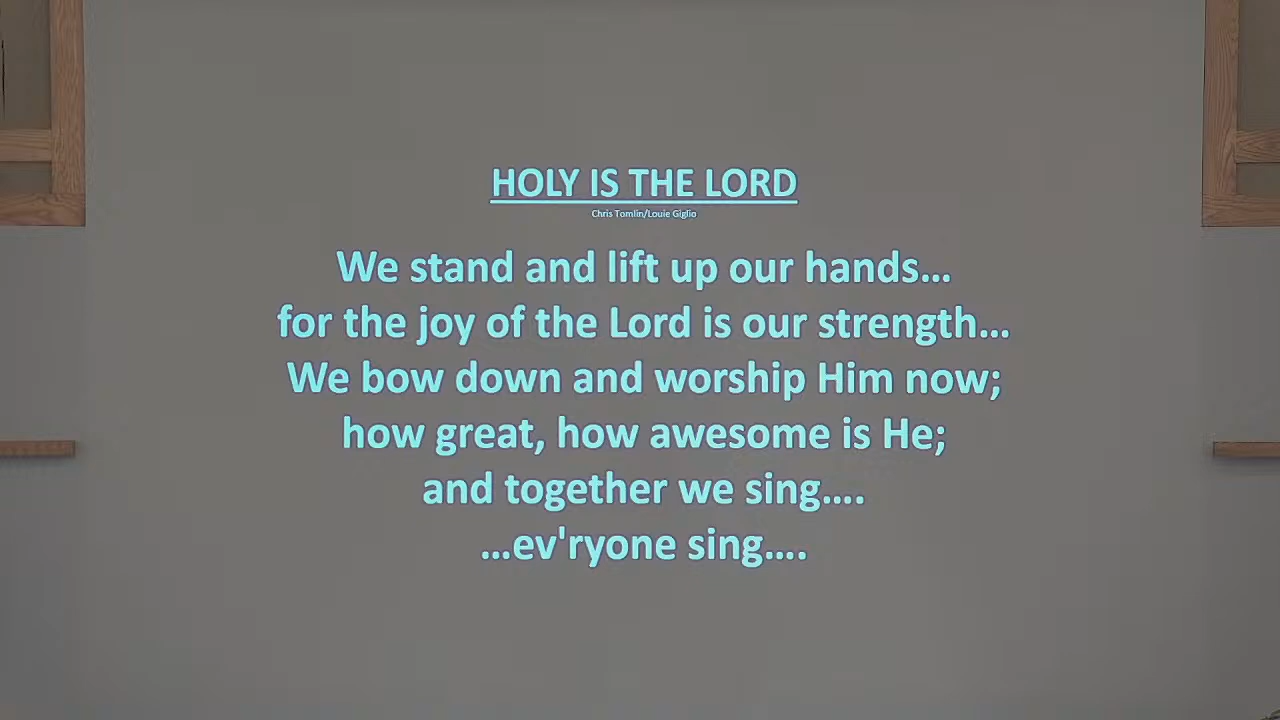 HOLY IS THE LORD
Chris Tomlin/Louie Giglio
We stand and lift up our hands...
for the joy of the Lord is our strength...
We bow down and worship Him now;
how great, how awesome is He;
and together we sing....
...ev'ryone sing....